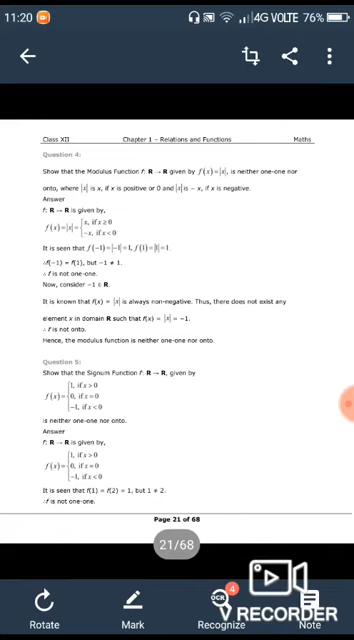 11:20 4G VOLTE 76%
Class XII Chapter 1 – Relations and Functions Maths
Question 4:
Show that the Modulus Function f: R → R given by f(x)=|x|, is neither one-one nor
onto, where |x| is x, if x is positive or 0 and |x| is − x, if x is negative.
Answer
f: R → R is given by,
f(x)=|x|={x, if x ≥ 0
−x, if x < 0
It is seen that f(−1)=|−1|=1, f(1)=|1|=1.
∴f(−1) = f(1), but −1 ≠ 1.
∴ f is not one-one.
Now, consider −1 ∈ R.
It is known that f(x) = |x| is always non-negative. Thus, there does not exist any
element x in domain R such that f(x) = |x| = −1.
∴ f is not onto.
Hence, the modulus function is neither one-one nor onto.
Question 5:
Show that the Signum Function f: R → R, given by
f(x)={1, if x > 0
0, if x = 0
−1, if x < 0
is neither one-one nor onto.
Answer
f: R → R is given by,
f(x)={1, if x > 0
0, if x = 0
−1, if x < 0
It is seen that f(1) = f(2) = 1, but 1 ≠ 2.
∴f is not one-one.
Page 21 of 68
21/68
OCR 4
RECORDER
Rotate Mark Recognize Note